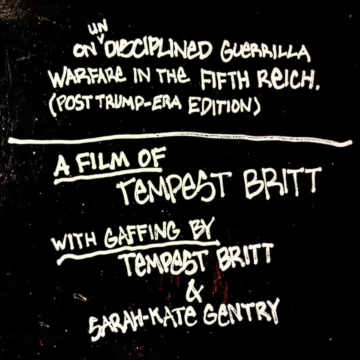 UN
ON DISCIPLINED GUERRILLA
WARFARE IN THE FIFTH REICH.
(POST TRUMP-ERA EDITION)
A FILM OF
TEMPEST BRITT
WITH GAFFING BY
TEMPEST BRITT
&
SARAH-KATE GENTRY